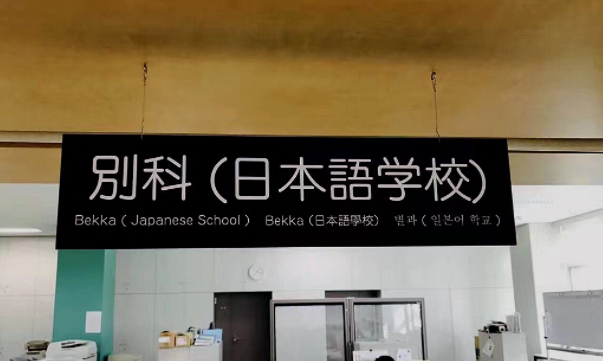 別科（日本語学校）
Bekka ( Japanese School )  Bekka (日本語學校)  별과 ( 일본어 학교 )